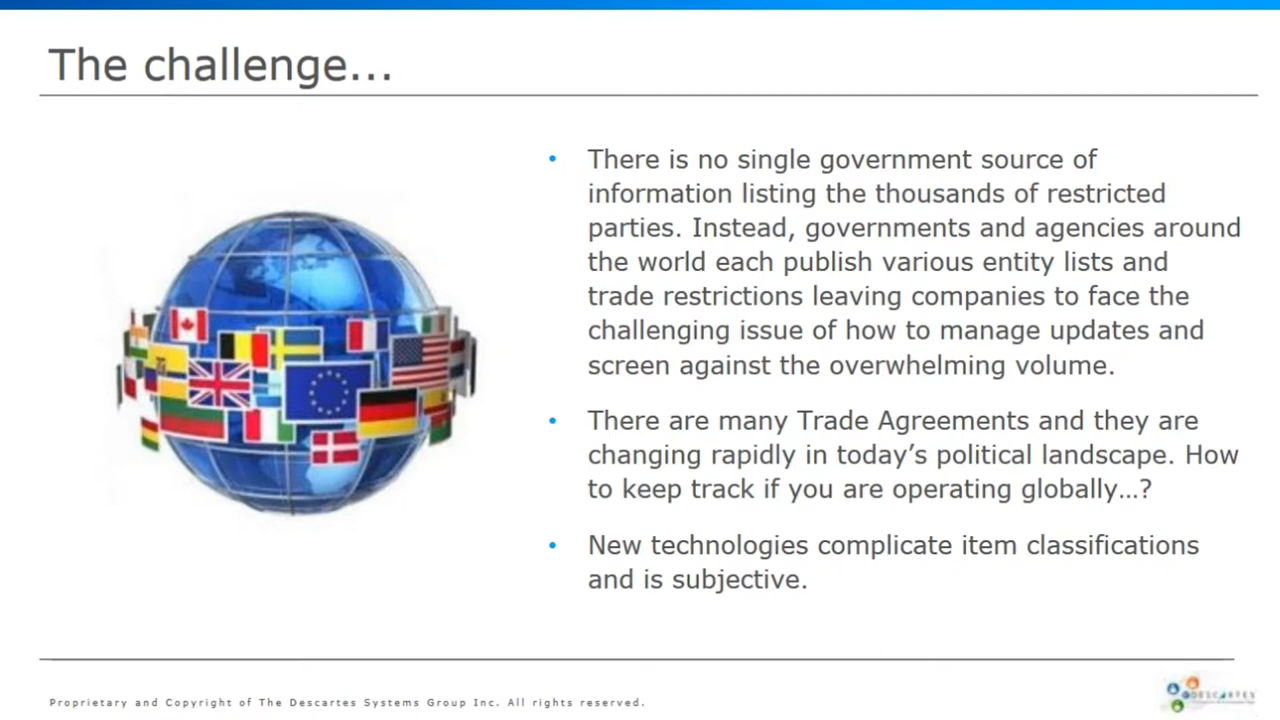 The challenge...
• There is no single government source of
information listing the thousands of restricted
parties. Instead, governments and agencies around
the world each publish various entity lists and
trade restrictions leaving companies to face the
challenging issue of how to manage updates and
screen against the overwhelming volume.
• There are many Trade Agreements and they are
changing rapidly in today’s political landscape. How
to keep track if you are operating globally…?
• New technologies complicate item classifications
and is subjective.
Proprietary and Copyright of The Descartes Systems Group Inc. All rights reserved.
DESCARTES